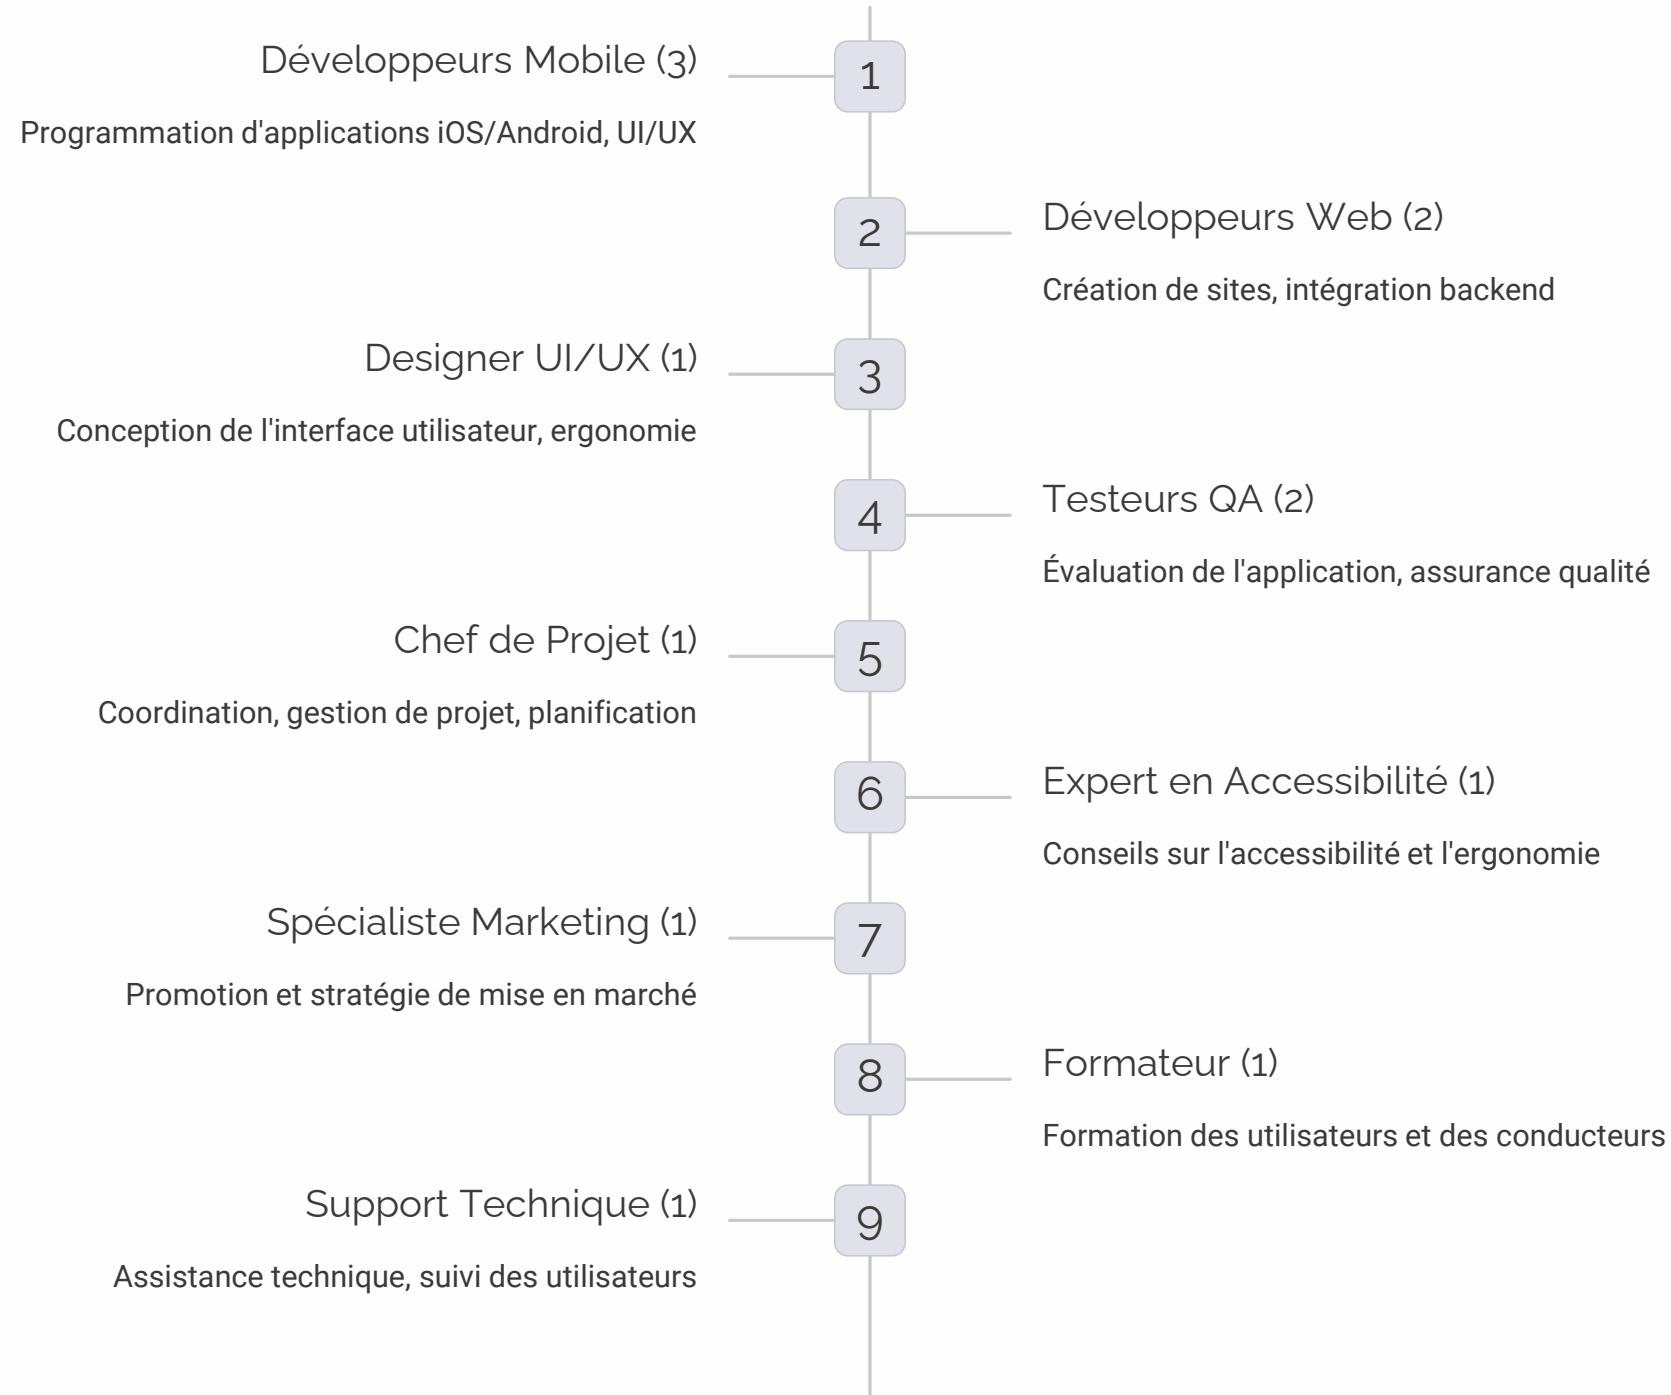 Développeurs Mobile (3)
1
Programmation d'applications iOS/Android, UI/UX
2
Développeurs Web (2)
Création de sites, intégration backend
Designer UI/UX (1)
3
Conception de l'interface utilisateur, ergonomie
4
Testeurs QA (2)
Évaluation de l'application, assurance qualité
Chef de Projet (1)
5
Coordination, gestion de projet, planification
6
Expert en Accessibilité (1)
Conseils sur l'accessibilité et l'ergonomie
Spécialiste Marketing (1)
7
Promotion et stratégie de mise en marché
8
Formateur (1)
Formation des utilisateurs et des conducteurs
Support Technique (1)
9
Assistance technique, suivi des utilisateurs